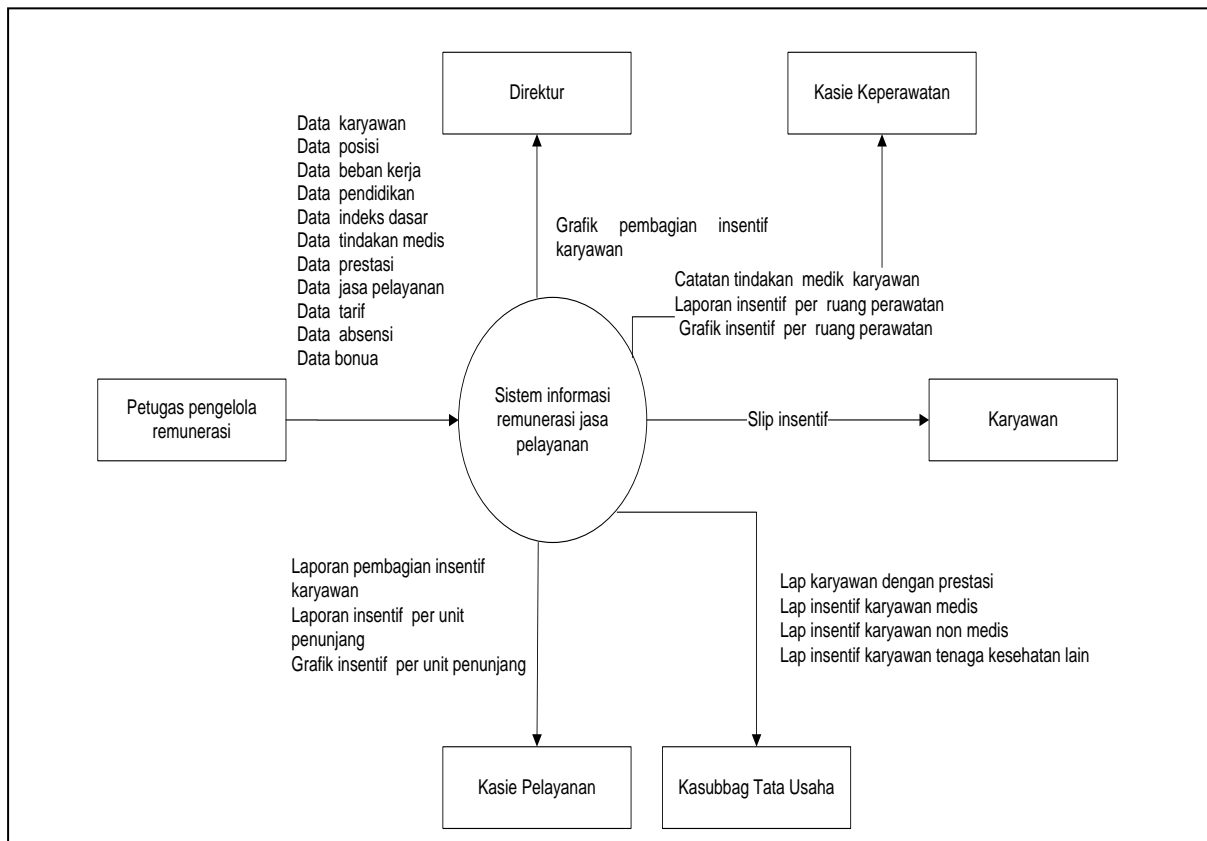 Direktur
Kasie Keperawatan
Data karyawan
Data posisi
Data beban kerja
Data pendidikan
Data indeks dasar
Data tindakan medis
Data prestasi
Data jasa pelayanan
Data tarif
Data absensi
Data bonua
Grafik pembagian insentif
karyawan
Catatan tindakan medik karyawan
Laporan insentif per ruang perawatan
Grafik insentif per ruang perawatan
Petugas pengelola
remunerasi
Sistem informasi
remunerasi jasa
pelayanan
Slip insentif
Karyawan
Laporan pembagian insentif
karyawan
Laporan insentif per unit
penunjang
Grafik insentif per unit penunjang
Lap karyawan dengan prestasi
Lap insentif karyawan medis
Lap insentif karyawan non medis
Lap insentif karyawan tenaga kesehatan lain
Kasie Pelayanan
Kasubbag Tata Usaha